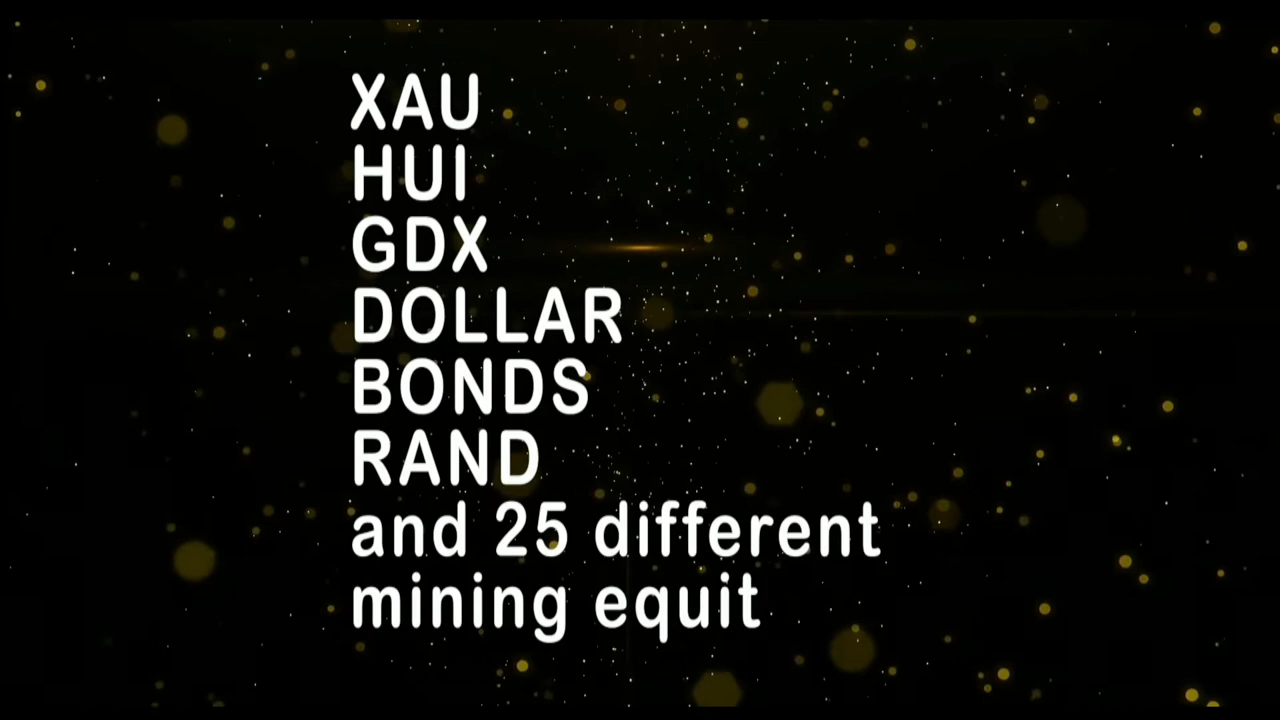 XAU
HUI
GDX
DOLLAR
BONDS
RAND
and 25 different
mining equit